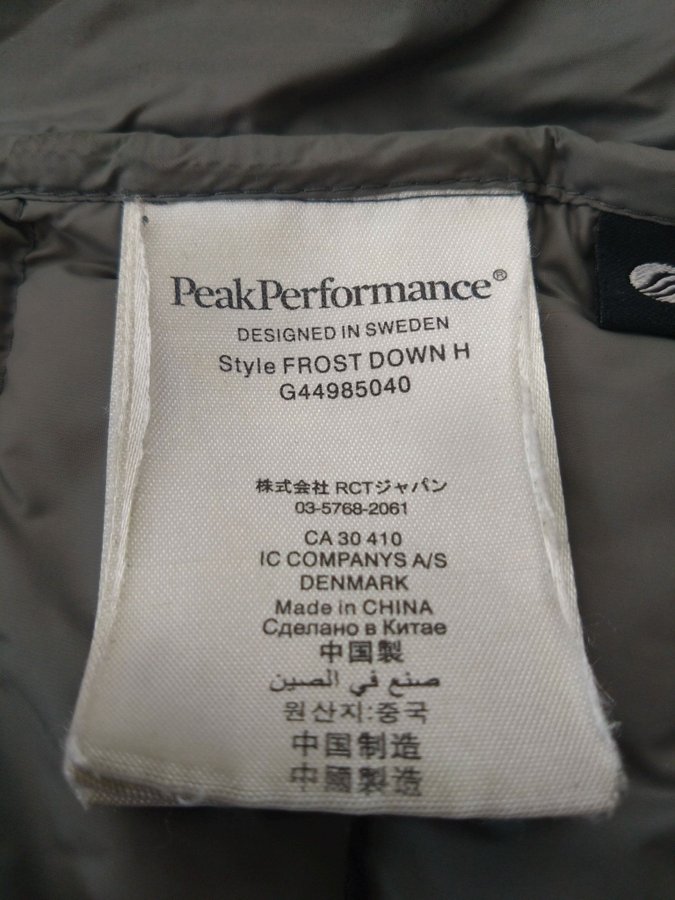 PeakPerformance®
DESIGNED IN SWEDEN
Style FROST DOWN H
G44985040
株式会社 RCTジャパン
03-5768-2061
CA 30 410
IC COMPANYS A/S
DENMARK
Made in CHINA
Сделано в Китае
中国製
صنع في الصين
원산지:중국
中国制造
中國製造